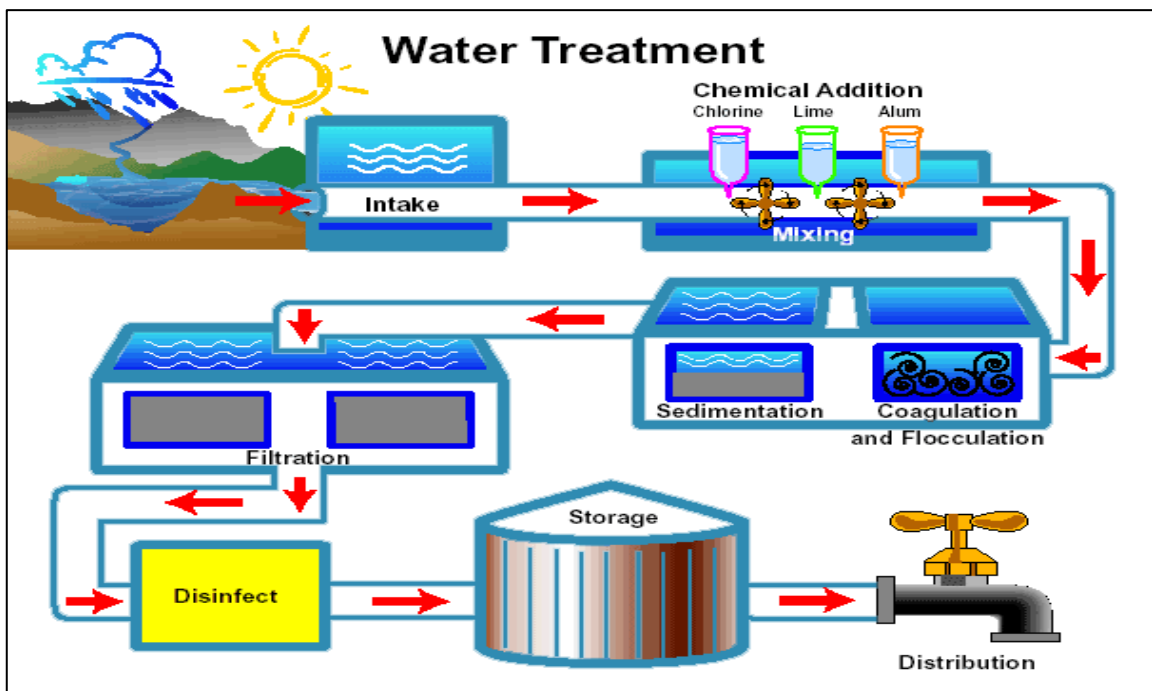 Water Treatment
Chemical Addition
Chlorine Lime Alum
Intake
Mixing
Sedimentation
Coagulation
and Flocculation
Filtration
Storage
Disinfect
Distribution